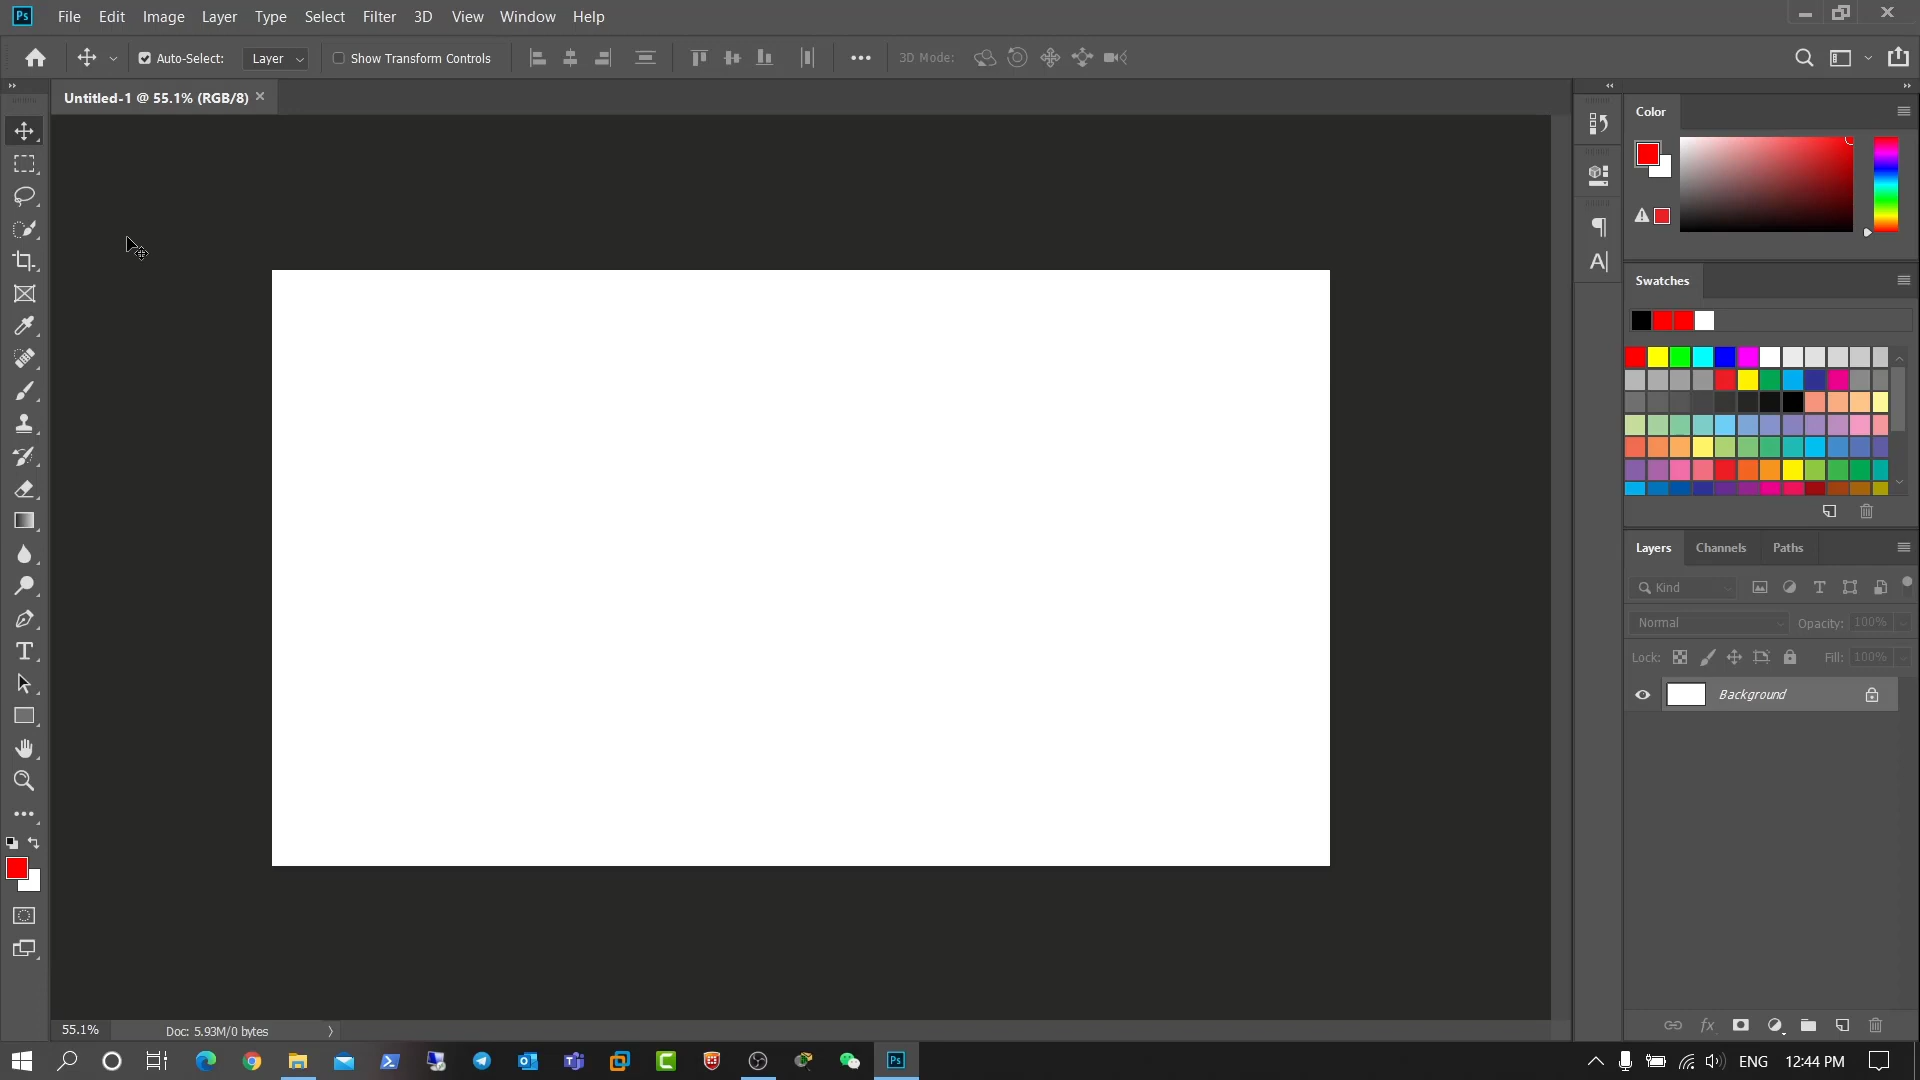 Ps File Edit Image Layer Type Select Filter 3D View Window Help
Auto-Select: Layer Show Transform Controls 3D Mode:
Untitled-1 @ 55.1% (RGB/8)
Color
Swatches
Layers Channels Paths
Kind
Normal Opacity: 100%
Lock: Fill: 100%
Background
55.1% Doc: 5.93M/0 bytes
Ps ENG 12:44 PM